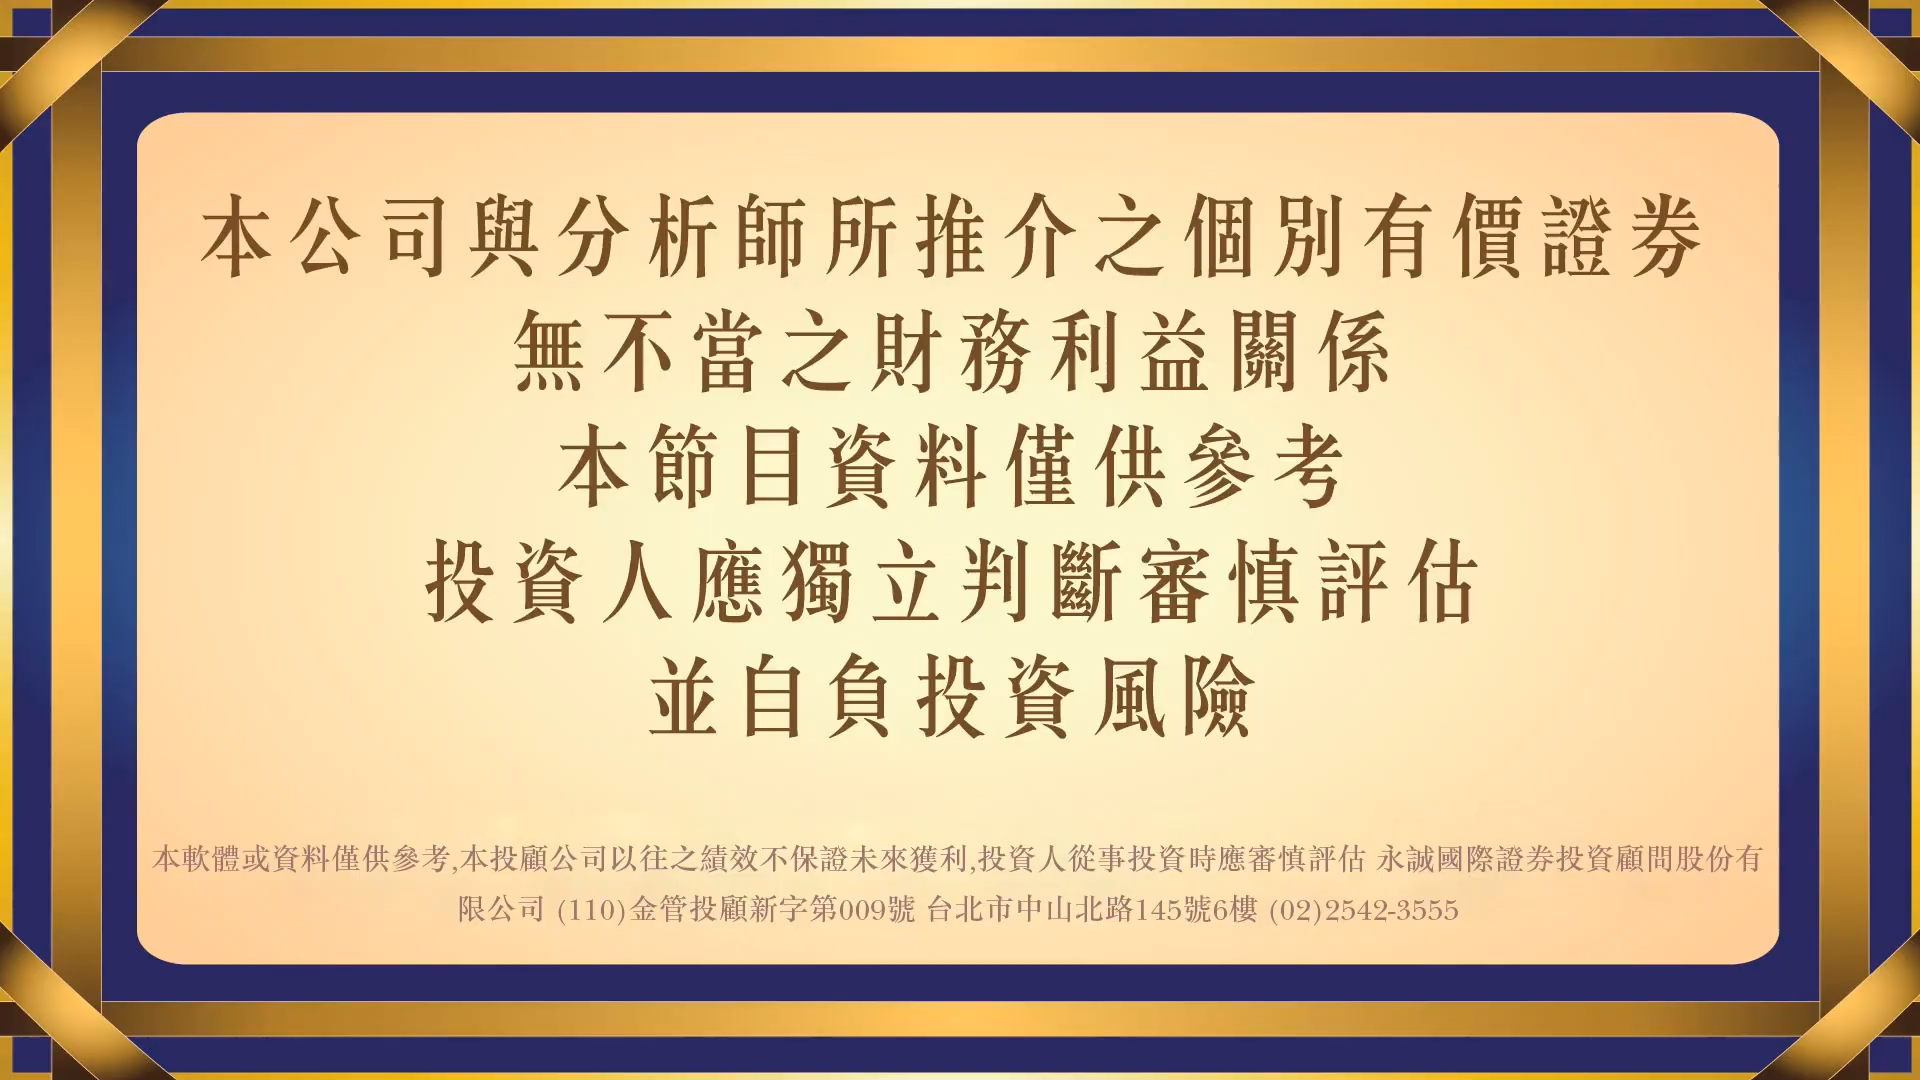 本公司與分析師所推介之個別有價證券
無不當之財務利益關係
本節目資料僅供參考
投資人應獨立判斷審慎評估
並自負投資風險
本軟體或資料僅供參考,本投顧公司以往之績效不保證未來獲利,投資人從事投資時應審慎評估 永誠國際證券投資顧問股份有
限公司 (110)金管投顧新字第009號 台北市中山北路145號6樓 (02)2542-3555